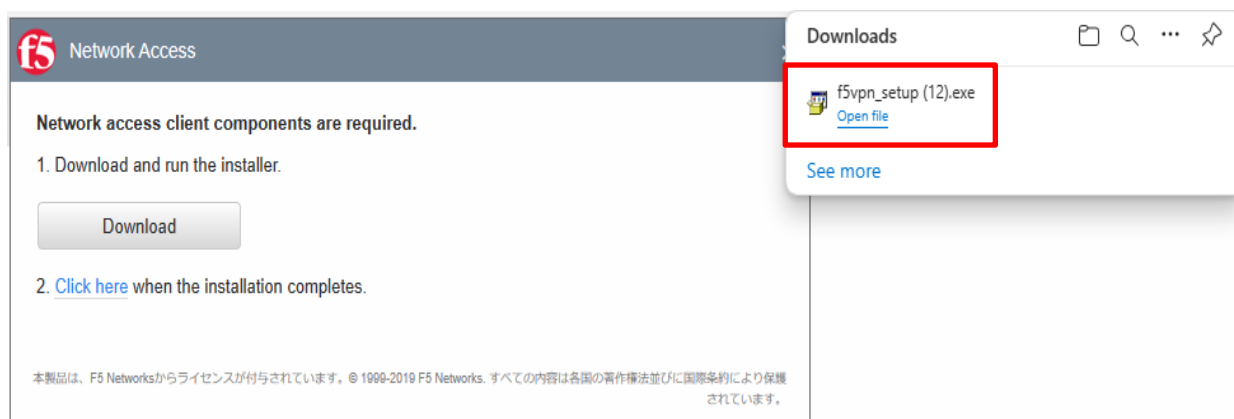 f5 Network Access
Network access client components are required.
1. Download and run the installer.
Download
2. Click here when the installation completes.
本製品は、F5 Networksからライセンスが付与されています。© 1999-2019 F5 Networks. すべての内容は各国の著作権法並びに国際条約により保護
されています。
Downloads
f5vpn_setup (12).exe
Open file
See more